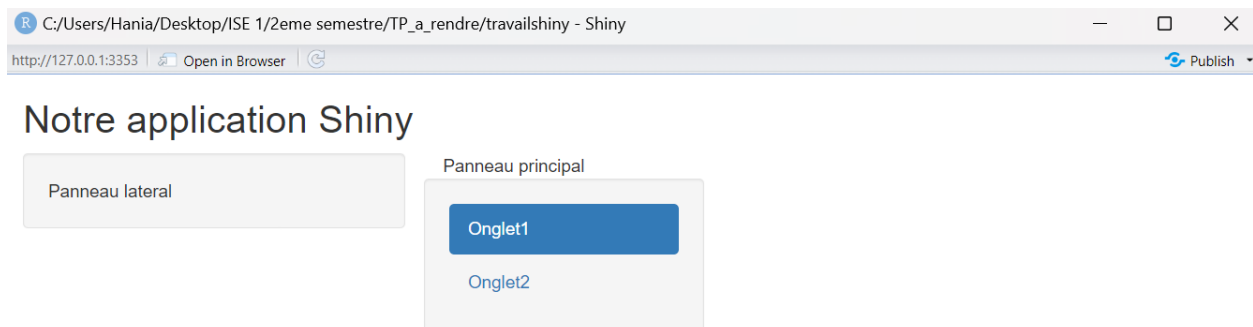 R C:/Users/Hania/Desktop/ISE 1/2eme semestre/TP_a_rendre/travailshiny - Shiny
http://127.0.0.1:3353 Open in Browser Publish
Notre application Shiny
Panneau lateral
Panneau principal
Onglet1
Onglet2